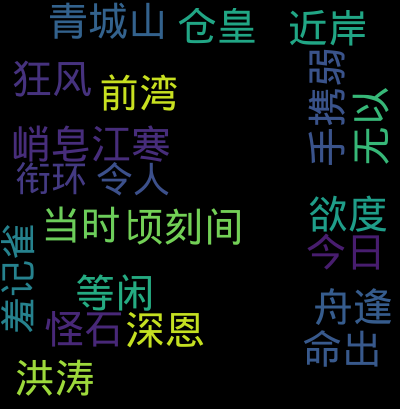 青城山
仓皇
近岸
狂风
前湾
手携弱
无以
峭皂江寒
衔环
令人
欲度
当时
顷刻间
今日
羞记雀
等闲
舟逢
怪石
深恩
命出
洪涛